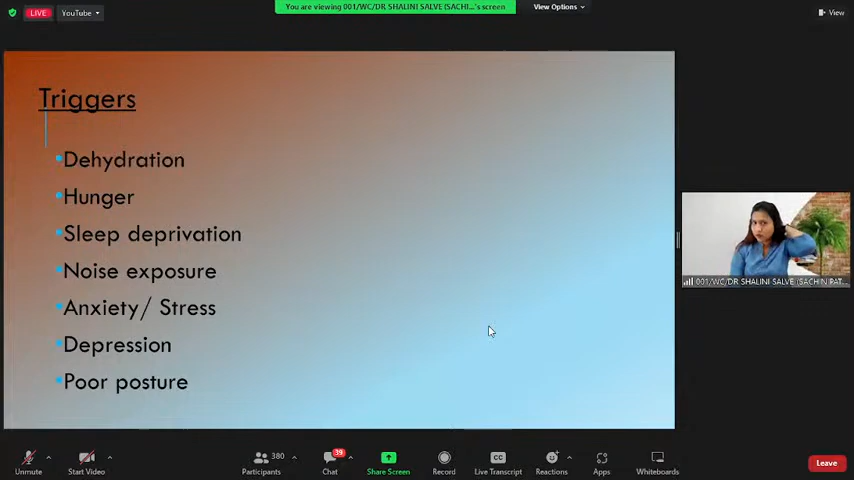 LIVE
YouTube
You are viewing 001/WC/DR SHALINI SALVE (SACHI...'s screen
View Options
View
Triggers
•Dehydration
•Hunger
•Sleep deprivation
•Noise exposure
•Anxiety/ Stress
•Depression
•Poor posture
001/WC/DR SHALINI SALVE (SACHIN PAT...
Unmute
Start Video
380
Participants
39
Chat
Share Screen
Record
CC
Live Transcript
Reactions
Apps
Whiteboards
Leave